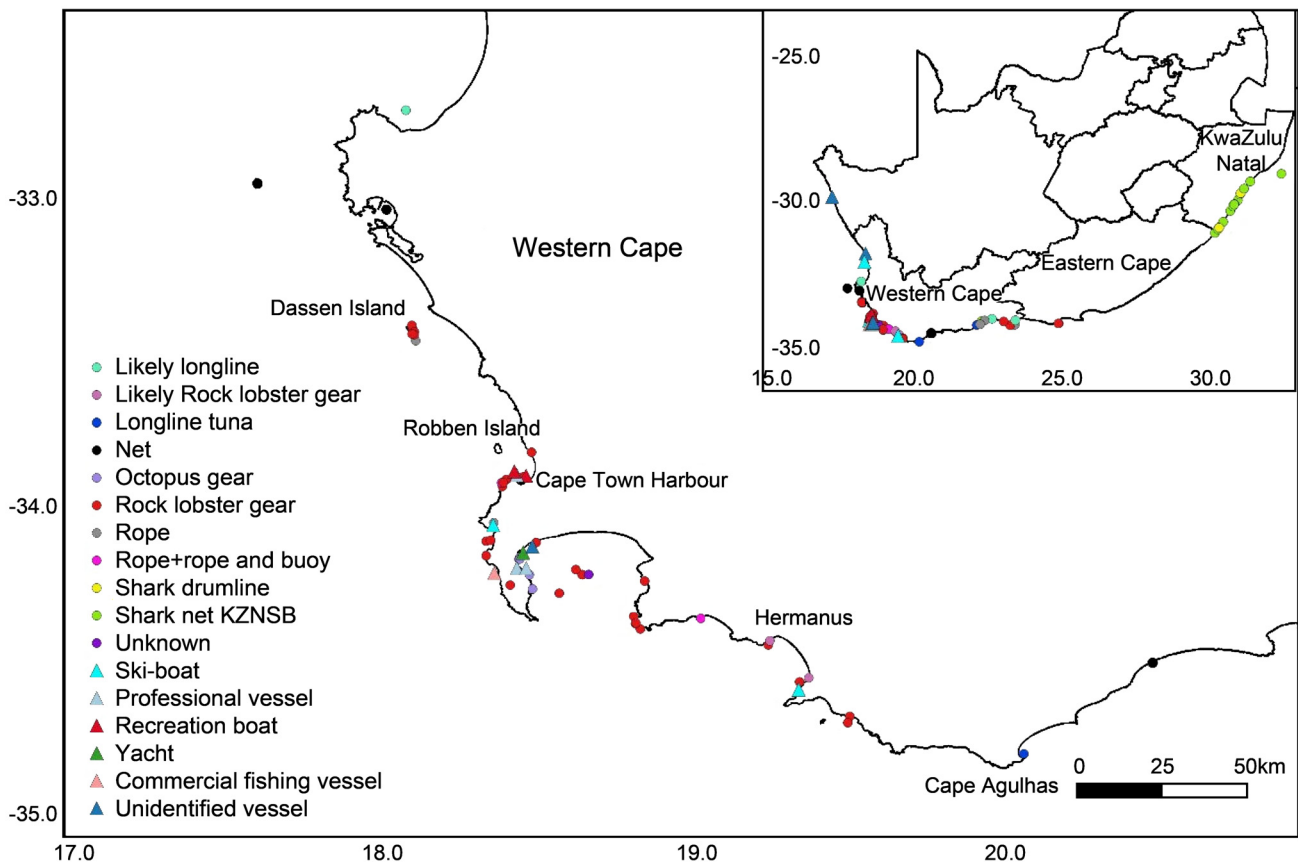 -25.0
KwaZulu
Natal
-30.0
Eastern Cape
Western Cape
-35.0
15.0
20.0
25.0
30.0
-33.0
Western Cape
Dassen Island
Likely longline
Likely Rock lobster gear
Longline tuna
Net
Octopus gear
Rock lobster gear
Rope
Rope+rope and buoy
Shark drumline
Shark net KZNSB
Unknown
Ski-boat
Professional vessel
Recreation boat
Yacht
Commercial fishing vessel
Unidentified vessel
Robben Island
Cape Town Harbour
-34.0
Hermanus
Cape Agulhas
0 25 50km
-35.0
17.0 18.0 19.0 20.0